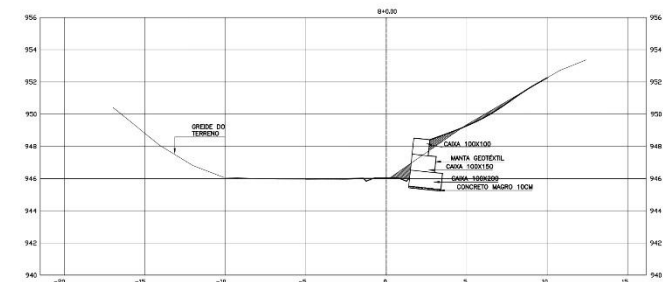 8+0.00
956 956
954 954
952 952
950 950
948 948
946 946
944 944
942 942
940 940
GREIDE DO
TERRENO
CAIXA 100X100
MANTA GEOTÊXTIL
CAIXA 100X150
CAIXA 100X200
CONCRETO MAGRO 10CM
-20 -15 -10 -5 0 5 10 15